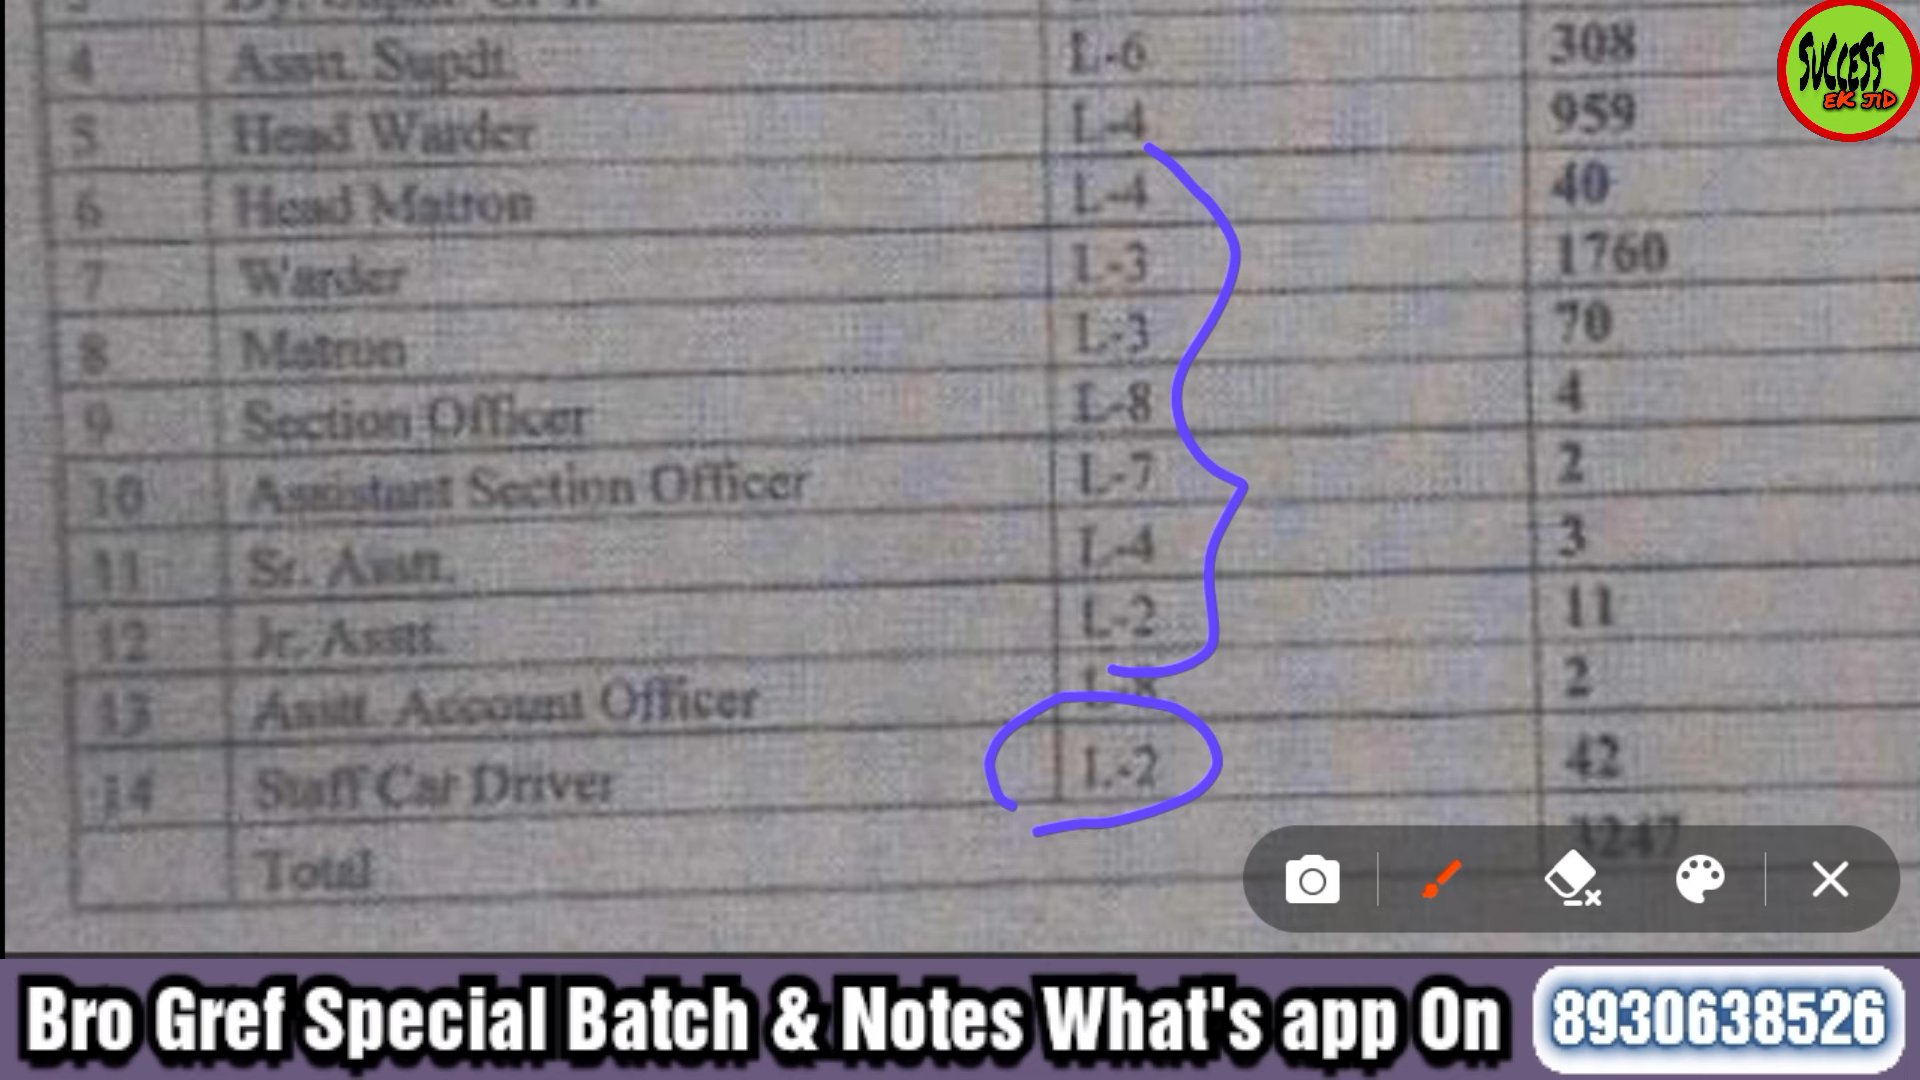 4 Asstt. Supdt. L-6 308
5 Head Warder L-4 959
6 Head Matron L-4 40
7 Warder L-3 1760
8 Matron L-3 70
9 Section Officer L-8 4
10 Assistant Section Officer L-7 2
11 Sr. Asstt. L-4 3
12 Jr. Asstt. L-2 11
13 Asstt. Account Officer L-8 2
14 Staff Car Driver L-2 42
Total 3247
SUCCESS
EK JID
Bro Gref Special Batch & Notes What's app On 8930638526